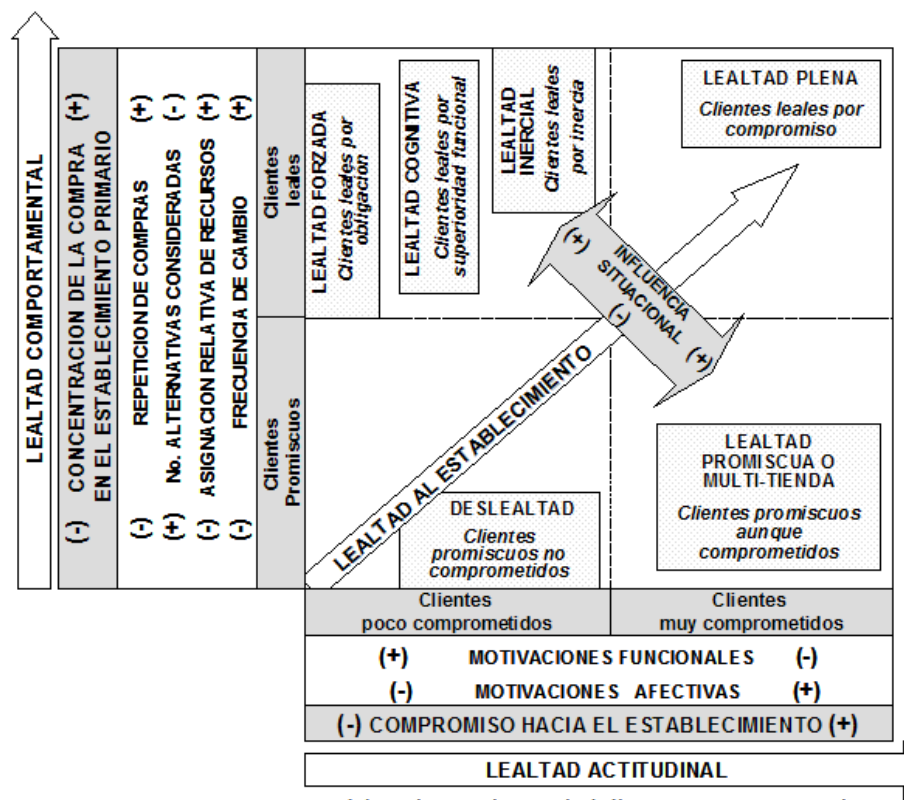 LEALTAD COMPORTAMENTAL
(-) CONCENTRACION DE LA COMPRA (+)
EN EL ESTABLECIMIENTO PRIMARIO
(-) REPETICION DE COMPRAS (+)
(+) No. ALTERNATIVAS CONSIDERADAS (-)
(-) ASIGNACION RELATIVA DE RECURSOS (+)
(-) FRECUENCIA DE CAMBIO (+)
Clientes
leales
Clientes
Promiscuos
LEALTAD FORZADA
Clientes leales por
obligación
LEALTAD COGNITIVA
Clientes leales por
superioridad funcional
LEALTAD
INERCIAL
Clientes leales
por inercia
LEALTAD PLENA
Clientes leales por
compromiso
(+) INFLUENCIA
SITUACIONAL (+)
(-)
LEALTAD AL ESTABLECIMIENTO
DESLEALTAD
Clientes
promiscuos no
comprometidos
LEALTAD
PROMISCUA O
MULTI-TIENDA
Clientes promiscuos
aunque
comprometidos
Clientes
poco comprometidos
Clientes
muy comprometidos
(+) MOTIVACIONES FUNCIONALES (-)
(-) MOTIVACIONES AFECTIVAS (+)
(-) COMPROMISO HACIA EL ESTABLECIMIENTO (+)
LEALTAD ACTITUDINAL